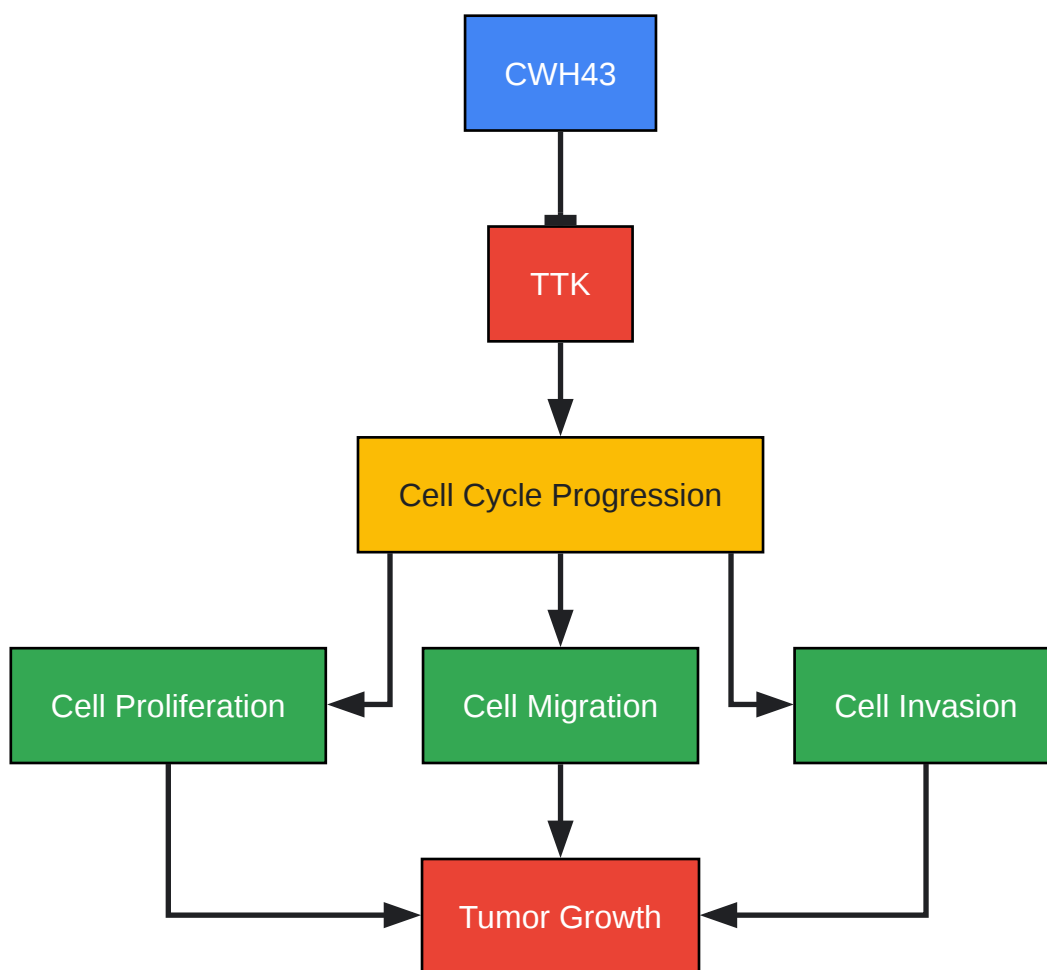 CWH43
TTK
Cell Cycle Progression
Cell Proliferation
Cell Migration
Cell Invasion
Tumor Growth